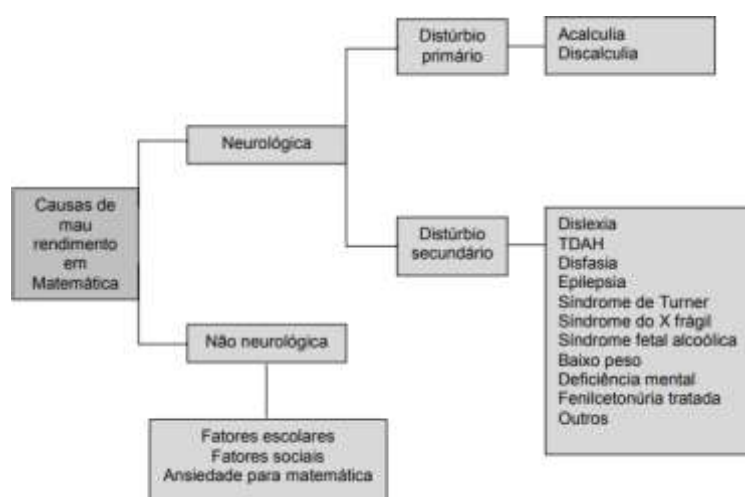 Causas de
mau
rendimento
em
Matemática
Neurológica
Não neurológica
Fatores escolares
Fatores sociais
Ansiedade para matemática
Distúrbio
primário
Acalculia
Discalculia
Distúrbio
secundário
Dislexia
TDAH
Disfasia
Epilepsia
Síndrome de Turner
Síndrome do X frágil
Síndrome fetal alcoólica
Baixo peso
Deficiência mental
Fenilcetonúria tratada
Outros